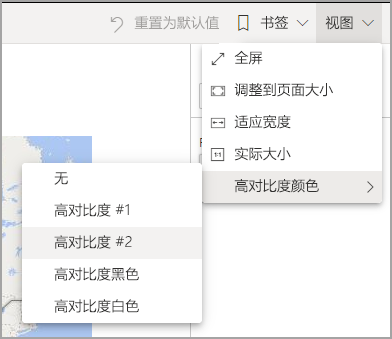 重置为默认值 书签 视图
全屏
调整到页面大小
适应宽度
实际大小
高对比度颜色
无
高对比度 #1
高对比度 #2
高对比度黑色
高对比度白色